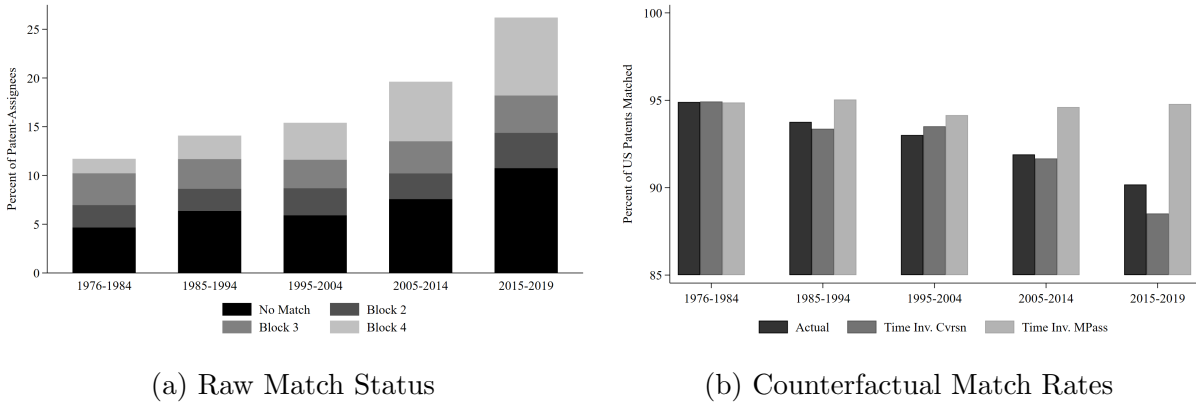 Percent of Patent-Assignees
25
20
15
10
5
0
1976-1984 1985-1994 1995-2004 2005-2014 2015-2019
No Match Block 2
Block 3 Block 4
(a) Raw Match Status
Percent of US Patents Matched
100
95
90
85
1976-1984 1985-1994 1995-2004 2005-2014 2015-2019
Actual Time Inv. Cvrsn Time Inv. MPass
(b) Counterfactual Match Rates